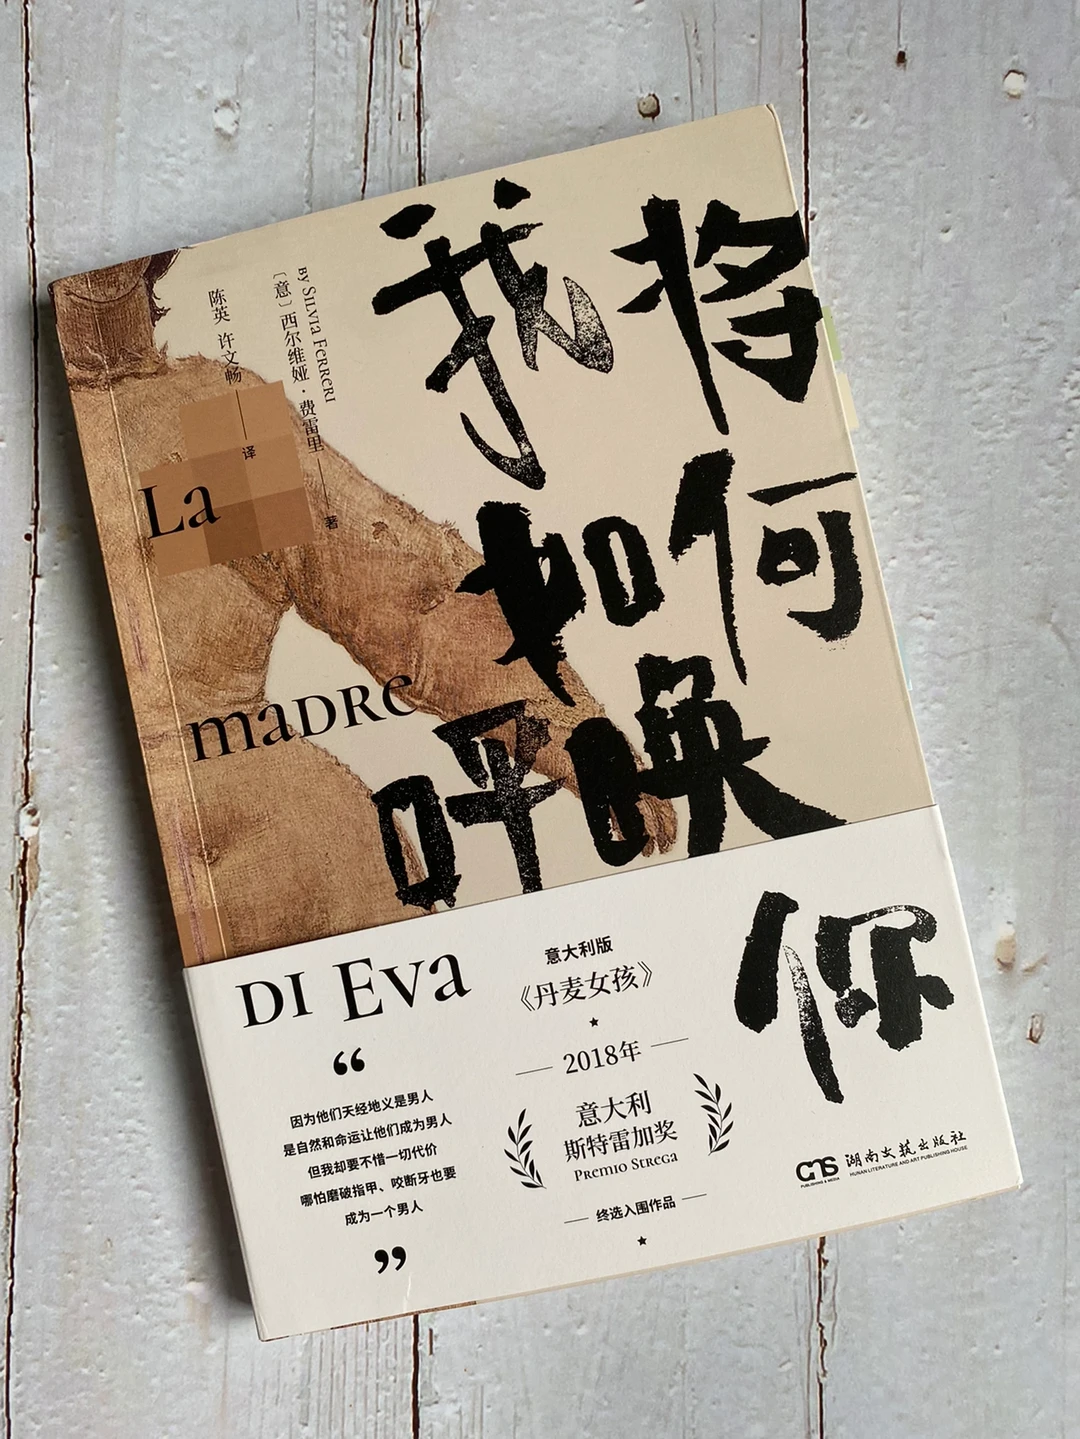 我将
如何
呼唤
你
BY SILVIA FERRERI
〔意〕西尔维娅·费雷里——著
陈英 许文畅——译
La
maDRe
DI Eva
意大利版
《丹麦女孩》
2018年
意大利
斯特雷加奖
PREMIO STREGA
终选入围作品
“
因为他们天经地义是男人
是自然和命运让他们成为男人
但我却要不惜一切代价
哪怕磨破指甲、咬断牙也要
成为一个男人
”
CNS
PUBLISHING & MEDIA
湖南文艺出版社
HUNAN LITERATURE AND ART PUBLISHING HOUSE